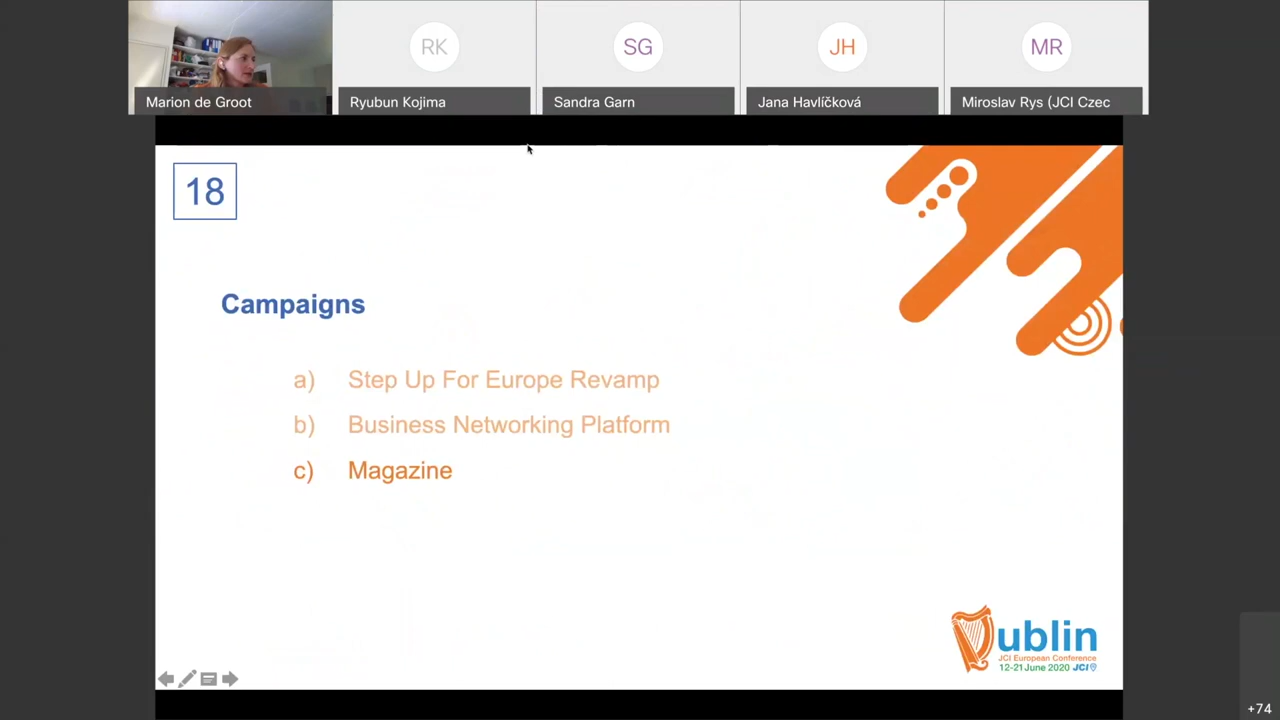 RK
SG
JH
MR
Marion de Groot
Ryubun Kojima
Sandra Garn
Jana Havlíčková
Miroslav Rys (JCI Czec
18
Campaigns
a) Step Up For Europe Revamp
b) Business Networking Platform
c) Magazine
Dublin
JCI European Conference
12-21 June 2020 JCI
+74